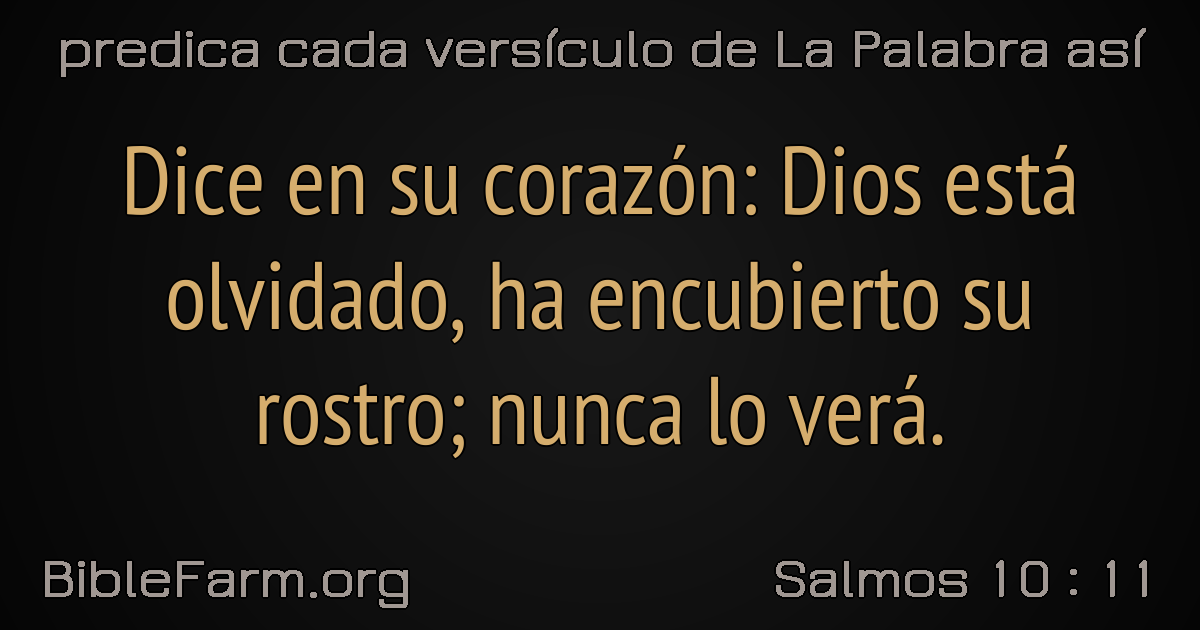 predica cada versículo de La Palabra así
Dice en su corazón: Dios está
olvidado, ha encubierto su
rostro; nunca lo verá.
BibleFarm.org
Salmos 10 : 11